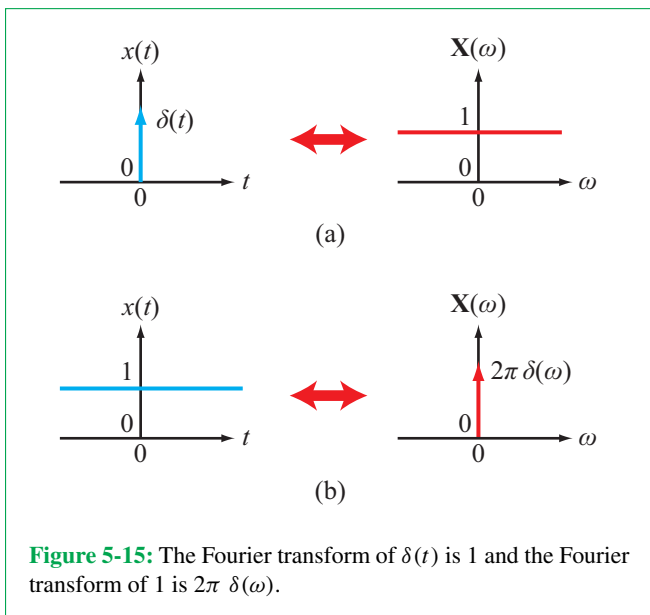 x(t)
δ(t)
0
0
t
X(ω)
1
0
0
ω
(a)
x(t)
1
0
0
t
X(ω)
2π δ(ω)
0
0
ω
(b)
Figure 5-15: The Fourier transform of δ(t) is 1 and the Fourier
transform of 1 is 2π δ(ω).